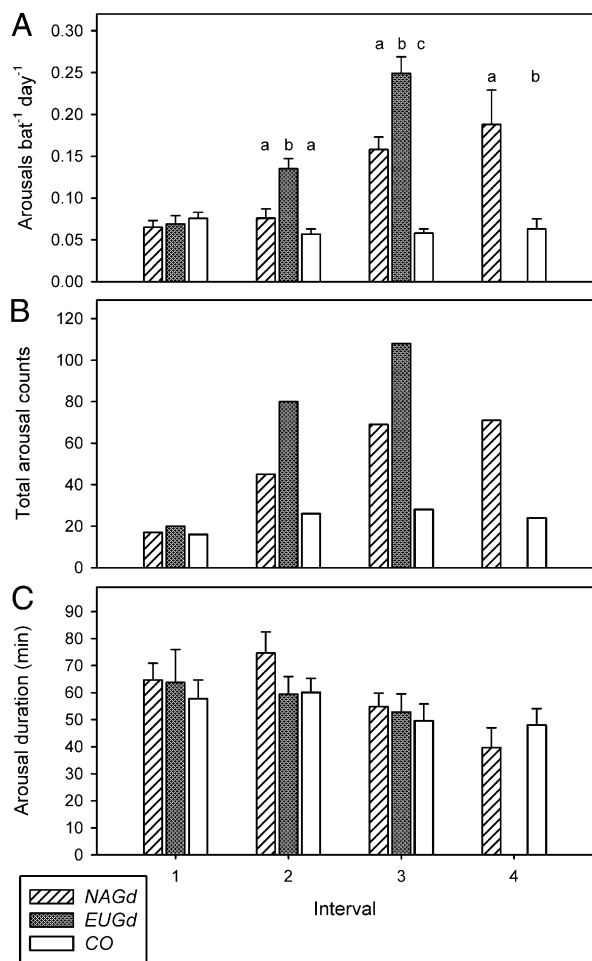 A
Arousals bat⁻¹ day⁻¹
0.30
0.25
0.20
0.15
0.10
0.05
0.00
a b a
a b c
a b
B
Total arousal counts
120
100
80
60
40
20
0
C
Arousal duration (min)
90
80
70
60
50
40
30
20
10
0
1 2 3 4
Interval
NAGd
EUGd
CO